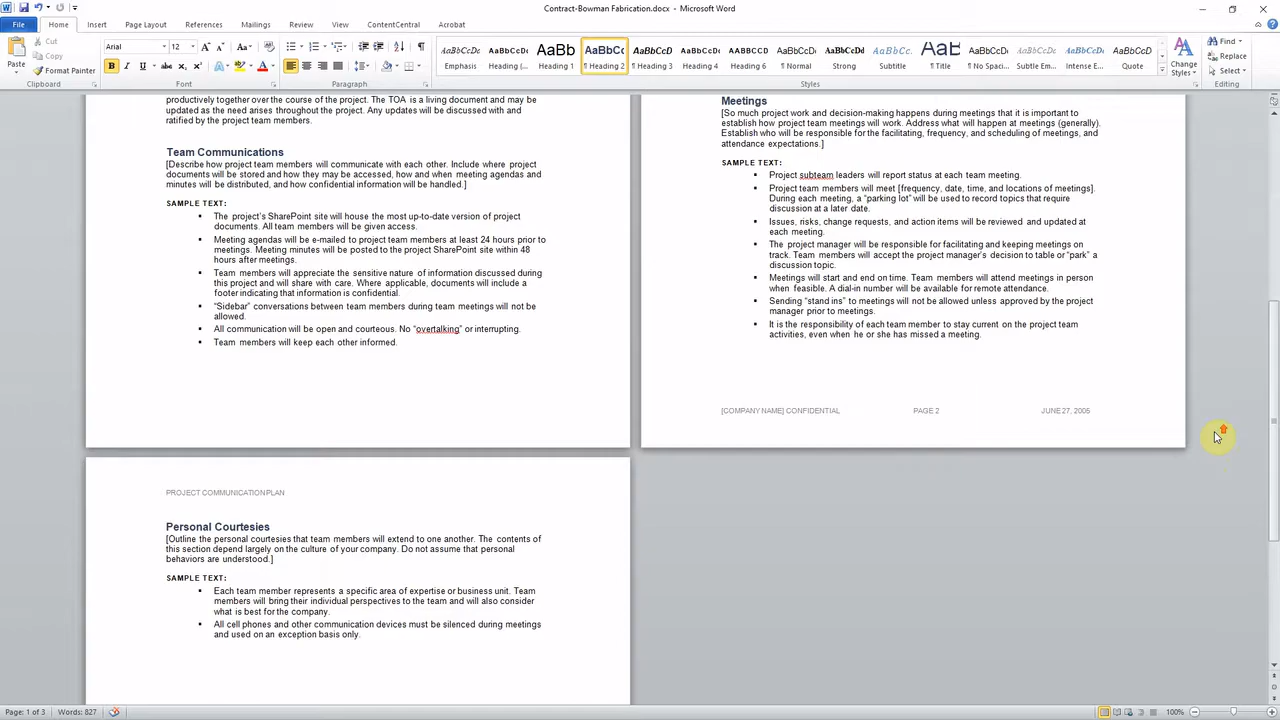 Contract-Bowman Fabrication.docx - Microsoft Word
File Home Insert Page Layout References Mailings Review View ContentCentral Acrobat
Paste
Cut
Copy
Format Painter
Clipboard
Arial 12
Font
Paragraph
AaBbCcDc AaBbCcDc AaBb AaBbCc AaBbCcD AaBbCcDc AaBbCcD AaBbCcDc AaBbCcDc AaBbCc AaBb AaBbCcDc AaBbCcDc AaBbCcDc AaBbCcDc
Emphasis Heading ( Heading 1 ¶ Heading 2 ¶ Heading 3 Heading 4 Heading 6 ¶ Normal Strong Subtitle ¶ Title ¶ No Spaci... Subtle Em... Intense E... Quote
Styles
Change
Styles
Find
Replace
Select
Editing
productively together over the course of the project. The TOA is a living document and may be
updated as the need arises throughout the project. Any updates will be discussed with and
ratified by the project team members.
Team Communications
[Describe how project team members will communicate with each other. Include where project
documents will be stored and how they may be accessed, how and when meeting agendas and
minutes will be distributed, and how confidential information will be handled.]
SAMPLE TEXT:
• The project's SharePoint site will house the most up-to-date version of project
documents. All team members will be given access.
• Meeting agendas will be e-mailed to project team members at least 24 hours prior to
meetings. Meeting minutes will be posted to the project SharePoint site within 48
hours after meetings.
• Team members will appreciate the sensitive nature of information discussed during
this project and will share with care. Where applicable, documents will include a
footer indicating that information is confidential.
• “Sidebar” conversations between team members during team meetings will not be
allowed.
• All communication will be open and courteous. No “overtalking” or interrupting.
• Team members will keep each other informed.
Meetings
[So much project work and decision-making happens during meetings that it is important to
establish how project team meetings will work. Address what will happen at meetings (generally).
Establish who will be responsible for the facilitating, frequency, and scheduling of meetings, and
attendance expectations.]
SAMPLE TEXT:
• Project subteam leaders will report status at each team meeting.
• Project team members will meet [frequency, date, time, and locations of meetings].
During each meeting, a “parking lot” will be used to record topics that require
discussion at a later date.
• Issues, risks, change requests, and action items will be reviewed and updated at
each meeting.
• The project manager will be responsible for facilitating and keeping meetings on
track. Team members will accept the project manager's decision to table or “park” a
discussion topic.
• Meetings will start and end on time. Team members will attend meetings in person
when feasible. A dial-in number will be available for remote attendance.
• Sending “stand ins” to meetings will not be allowed unless approved by the project
manager prior to meetings.
• It is the responsibility of each team member to stay current on the project team
activities, even when he or she has missed a meeting.
[COMPANY NAME] CONFIDENTIAL PAGE 2 JUNE 27, 2005
PROJECT COMMUNICATION PLAN
Personal Courtesies
[Outline the personal courtesies that team members will extend to one another. The contents of
this section depend largely on the culture of your company. Do not assume that personal
behaviors are understood.]
SAMPLE TEXT:
• Each team member represents a specific area of expertise or business unit. Team
members will bring their individual perspectives to the team and will also consider
what is best for the company.
• All cell phones and other communication devices must be silenced during meetings
and used on an exception basis only.
Page: 1 of 3 Words: 827 100%